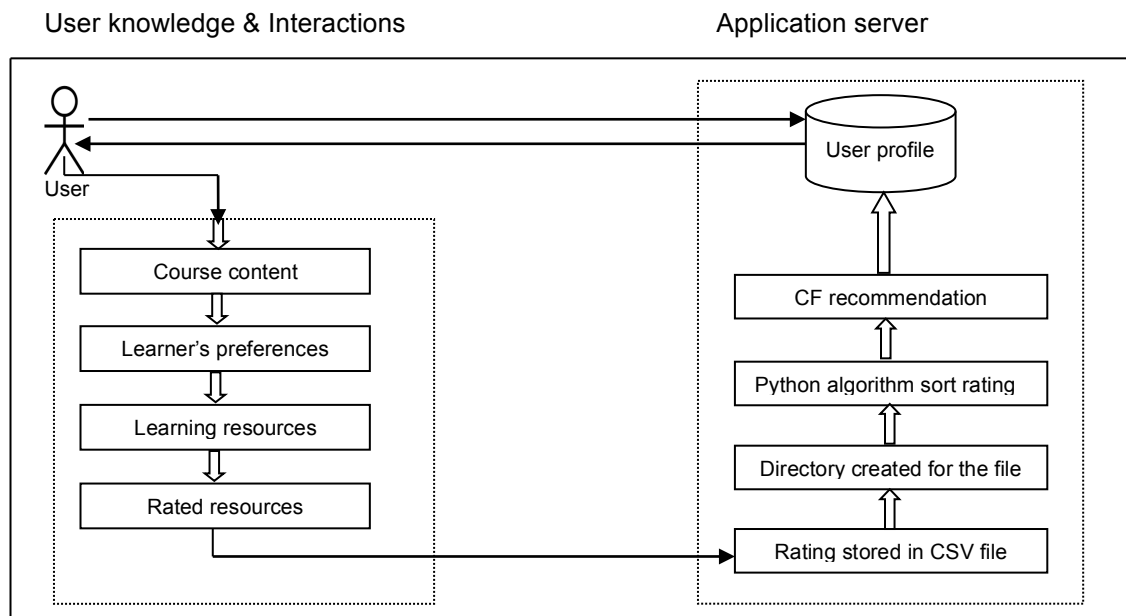 User knowledge & Interactions
Application server
User
User profile
Course content
Learner’s preferences
Learning resources
Rated resources
CF recommendation
Python algorithm sort rating
Directory created for the file
Rating stored in CSV file